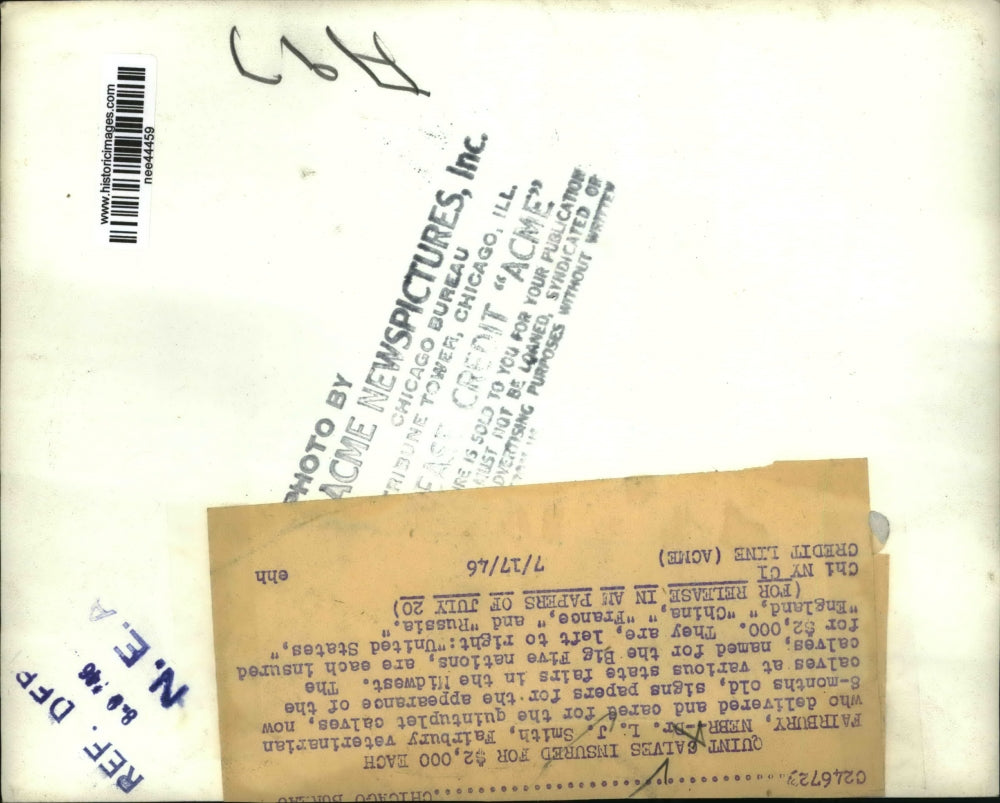 www.historicimages.com
nee44459
PHOTO BY
ACME NEWSPICTURES, Inc.
CHICAGO BUREAU
TRIBUNE TOWER, CHICAGO, ILL.
CREDIT "ACME"
IS SOLD TO YOU FOR YOUR PUBLICATION
MUST NOT BE LOANED, SYNDICATED OR
ADVERTISING PURPOSES WITHOUT WRITTEN
REF. DEP
N. E. A
CHICAGO BUREAU
C246723
QUINT CALVES INSURED FOR $2,000 EACH
FAIRBURY, NEBR--Dr. L. J. Smith, Fairbury veterinarian
who delivered and cared for the quintuplet calves, now
8-months old, signs papers for the appearance of the
calves at various state fairs in the Midwest. The
calves, named for the Big Five nations, are each insured
for $2,000. They are, left to right: "United States,"
"England," "China," "France," and "Russia."
(FOR RELEASE IN AM PAPERS OF JULY 20)
Chi NY CI
CREDIT LINE (ACME) 7/17/46 ehh